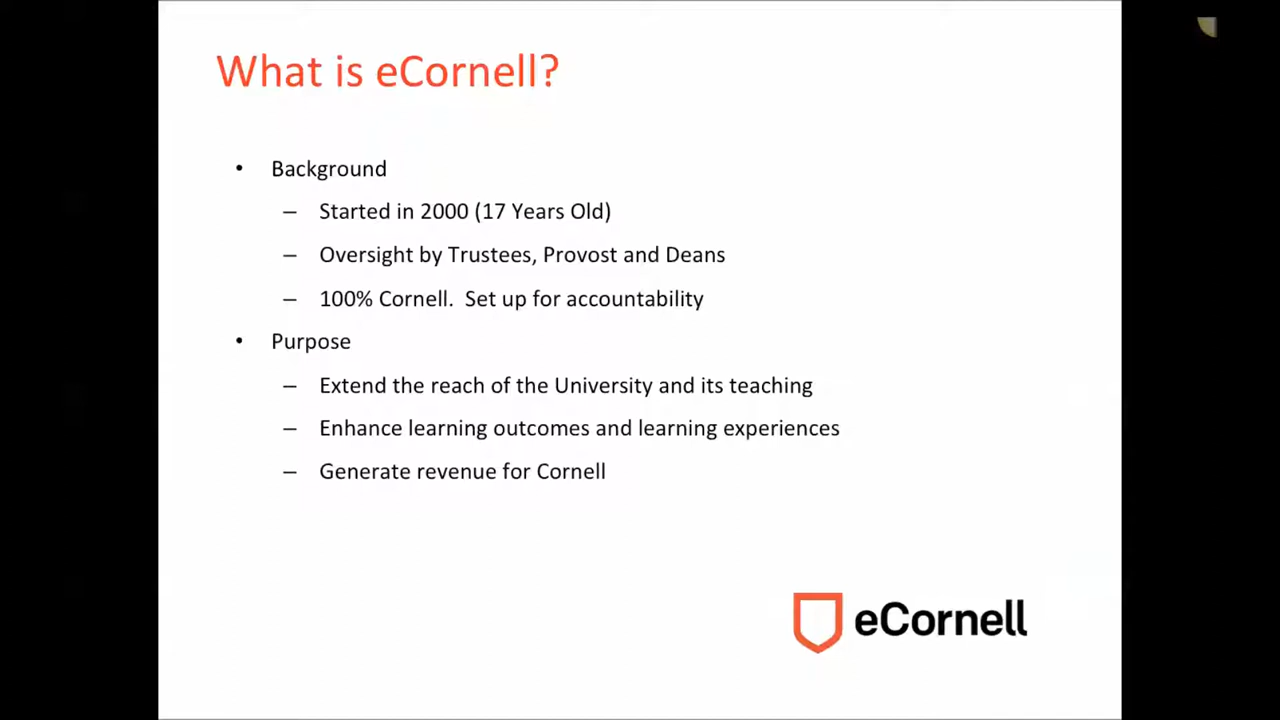 What is eCornell?
• Background
– Started in 2000 (17 Years Old)
– Oversight by Trustees, Provost and Deans
– 100% Cornell.  Set up for accountability
• Purpose
– Extend the reach of the University and its teaching
– Enhance learning outcomes and learning experiences
– Generate revenue for Cornell
eCornell